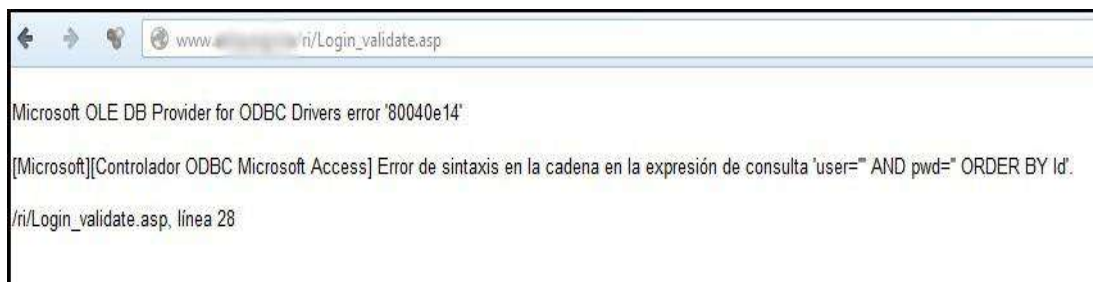 www. ri/Login_validate.asp
Microsoft OLE DB Provider for ODBC Drivers error '80040e14'
[Microsoft][Controlador ODBC Microsoft Access] Error de sintaxis en la cadena en la expresión de consulta 'user=''' AND pwd='' ORDER BY Id'.
/ri/Login_validate.asp, línea 28